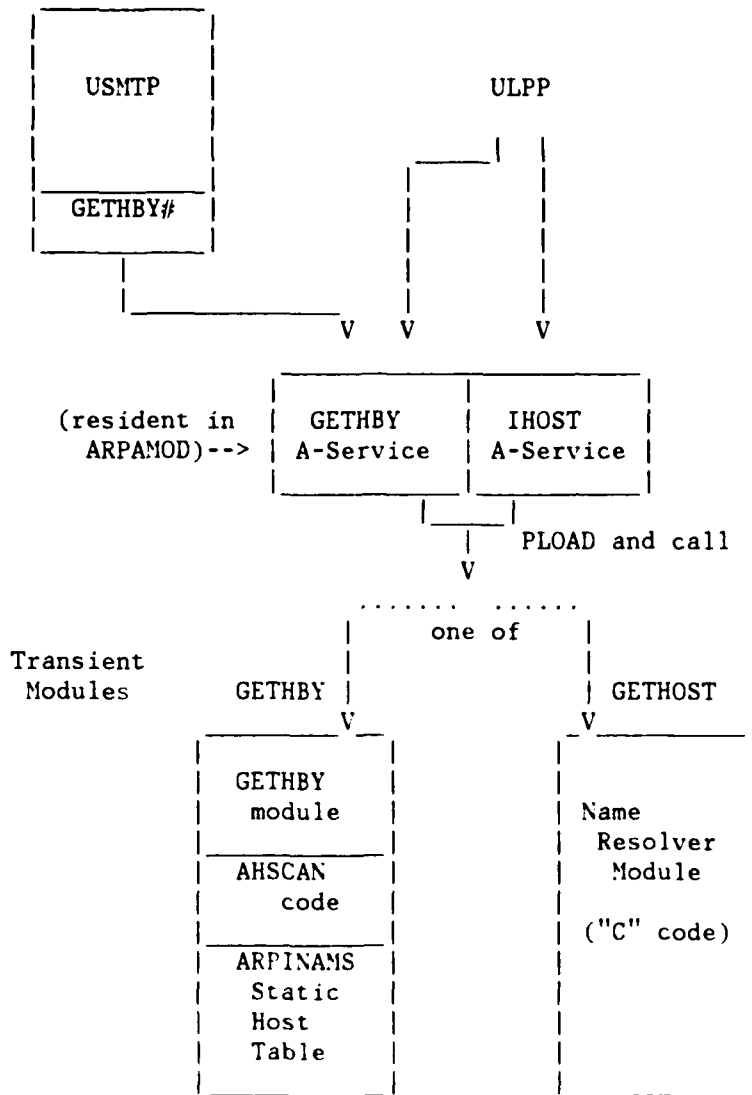 USMTP ULPP
GETHBY#
V V V
(resident in GETHBY IHOST
ARPAMOD)--> A-Service A-Service
PLOAD and call
V
....... ......
one of
Transient
Modules GETHBY GETHOST
V V
GETHBY
module Name
Resolver
AHSCAN Module
code
("C" code)
ARPINAMS
Static
Host
Table